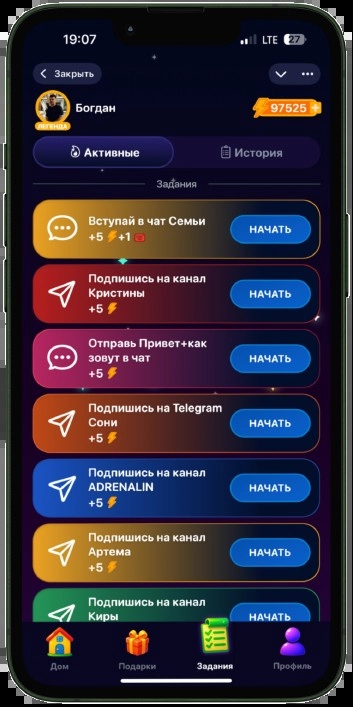 19:07
LTE 27
Закрыть
Богдан
97525 +
ЛЕГЕНДА
Активные
История
Задания
Вступай в чат Семьи
+5 +1
НАЧАТЬ
Подпишись на канал
Кристины
+5
НАЧАТЬ
Отправь Привет+как
зовут в чат
+5
НАЧАТЬ
Подпишись на Telegram
Сони
+5
НАЧАТЬ
Подпишись на канал
ADRENALIN
+5
НАЧАТЬ
Подпишись на канал
Артема
+5
НАЧАТЬ
Подпишись на канал
Киры
НАЧАТЬ
Дом
Подарки
Задания
Профиль